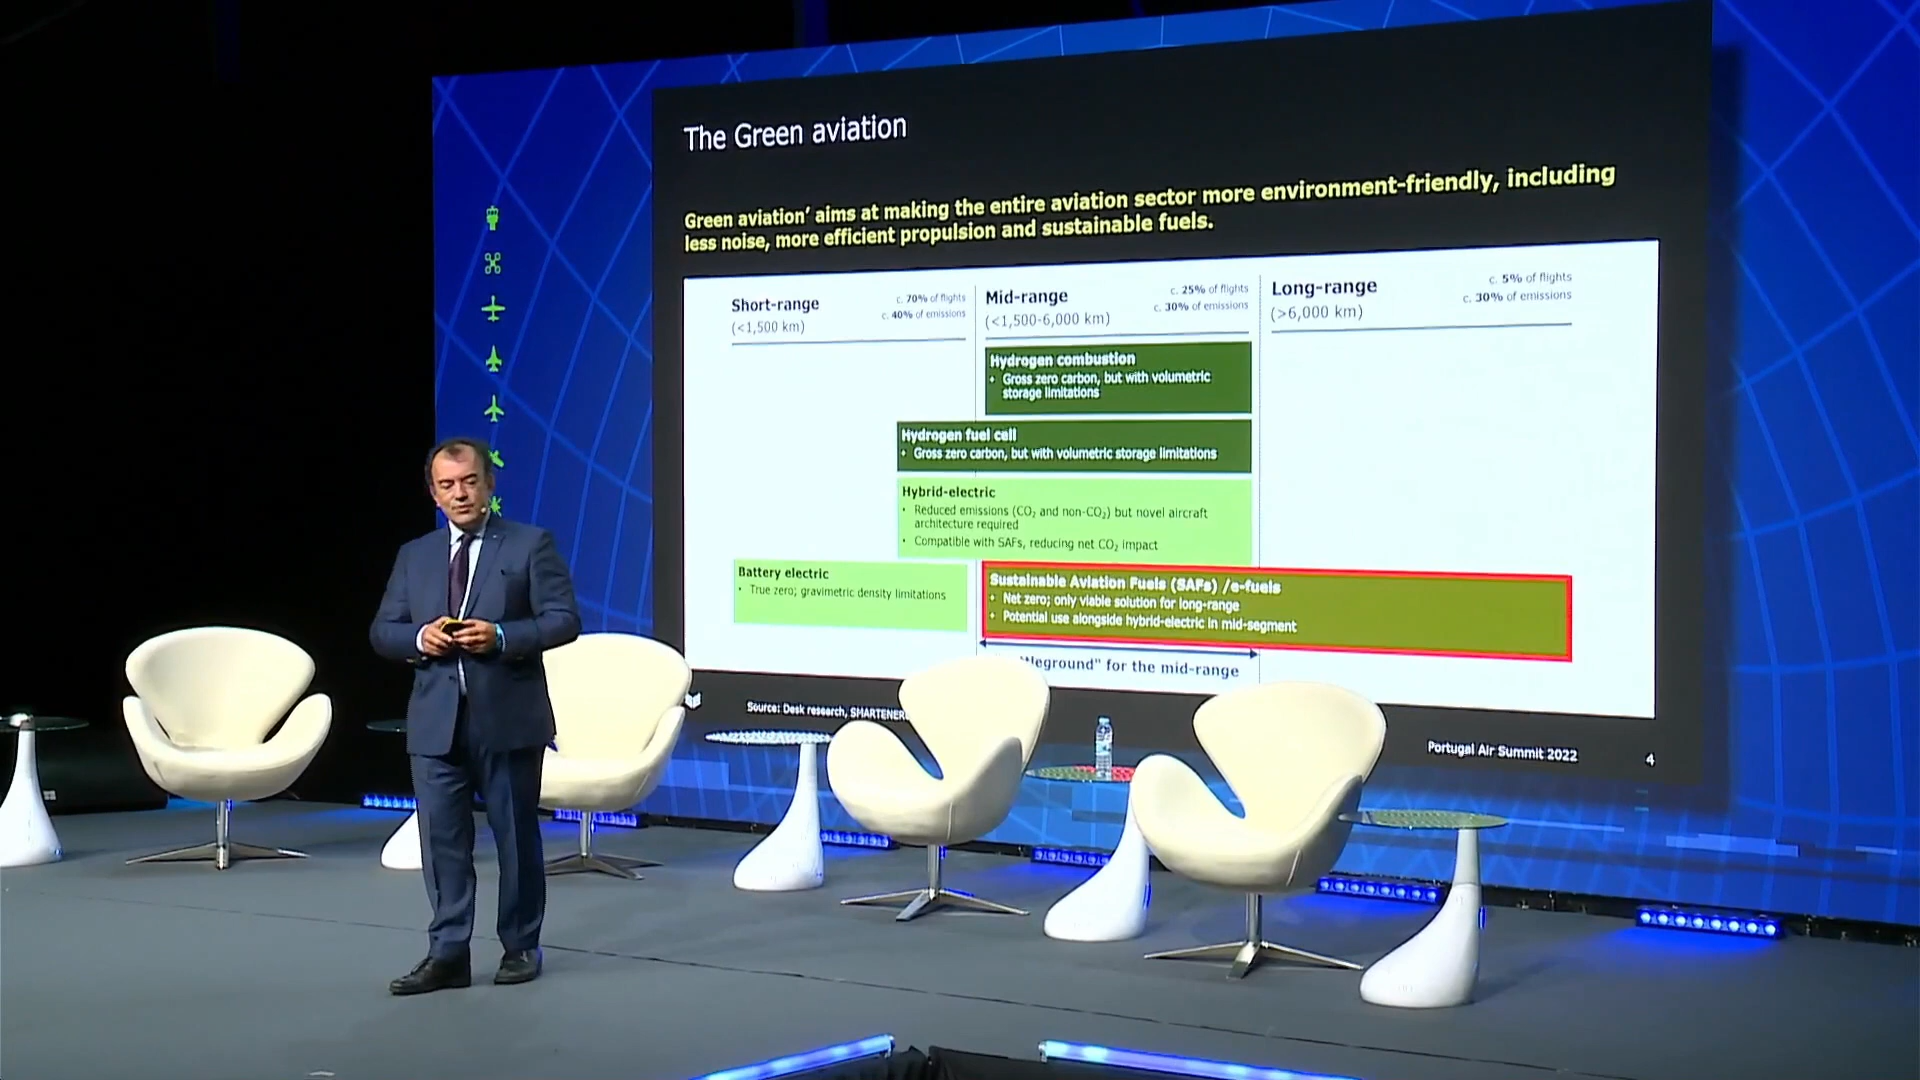 The Green aviation
Green aviation’ aims at making the entire aviation sector more environment-friendly, including
less noise, more efficient propulsion and sustainable fuels.
Short-range
(<1,500 km)
c. 70% of flights
c. 40% of emissions
Mid-range
(<1,500-6,000 km)
c. 25% of flights
c. 30% of emissions
Long-range
(>6,000 km)
c. 5% of flights
c. 30% of emissions
Hydrogen combustion
• Gross zero carbon, but with volumetric
storage limitations
Hydrogen fuel cell
• Gross zero carbon, but with volumetric storage limitations
Hybrid-electric
• Reduced emissions (CO₂ and non-CO₂) but novel aircraft
architecture required
• Compatible with SAFs, reducing net CO₂ impact
Battery electric
• True zero; gravimetric density limitations
Sustainable Aviation Fuels (SAFs) /e-fuels
• Net zero; only viable solution for long-range
• Potential use alongside hybrid-electric in mid-segment
for the mid-range
Source: Desk research,
Portugal Air Summit 2022
4